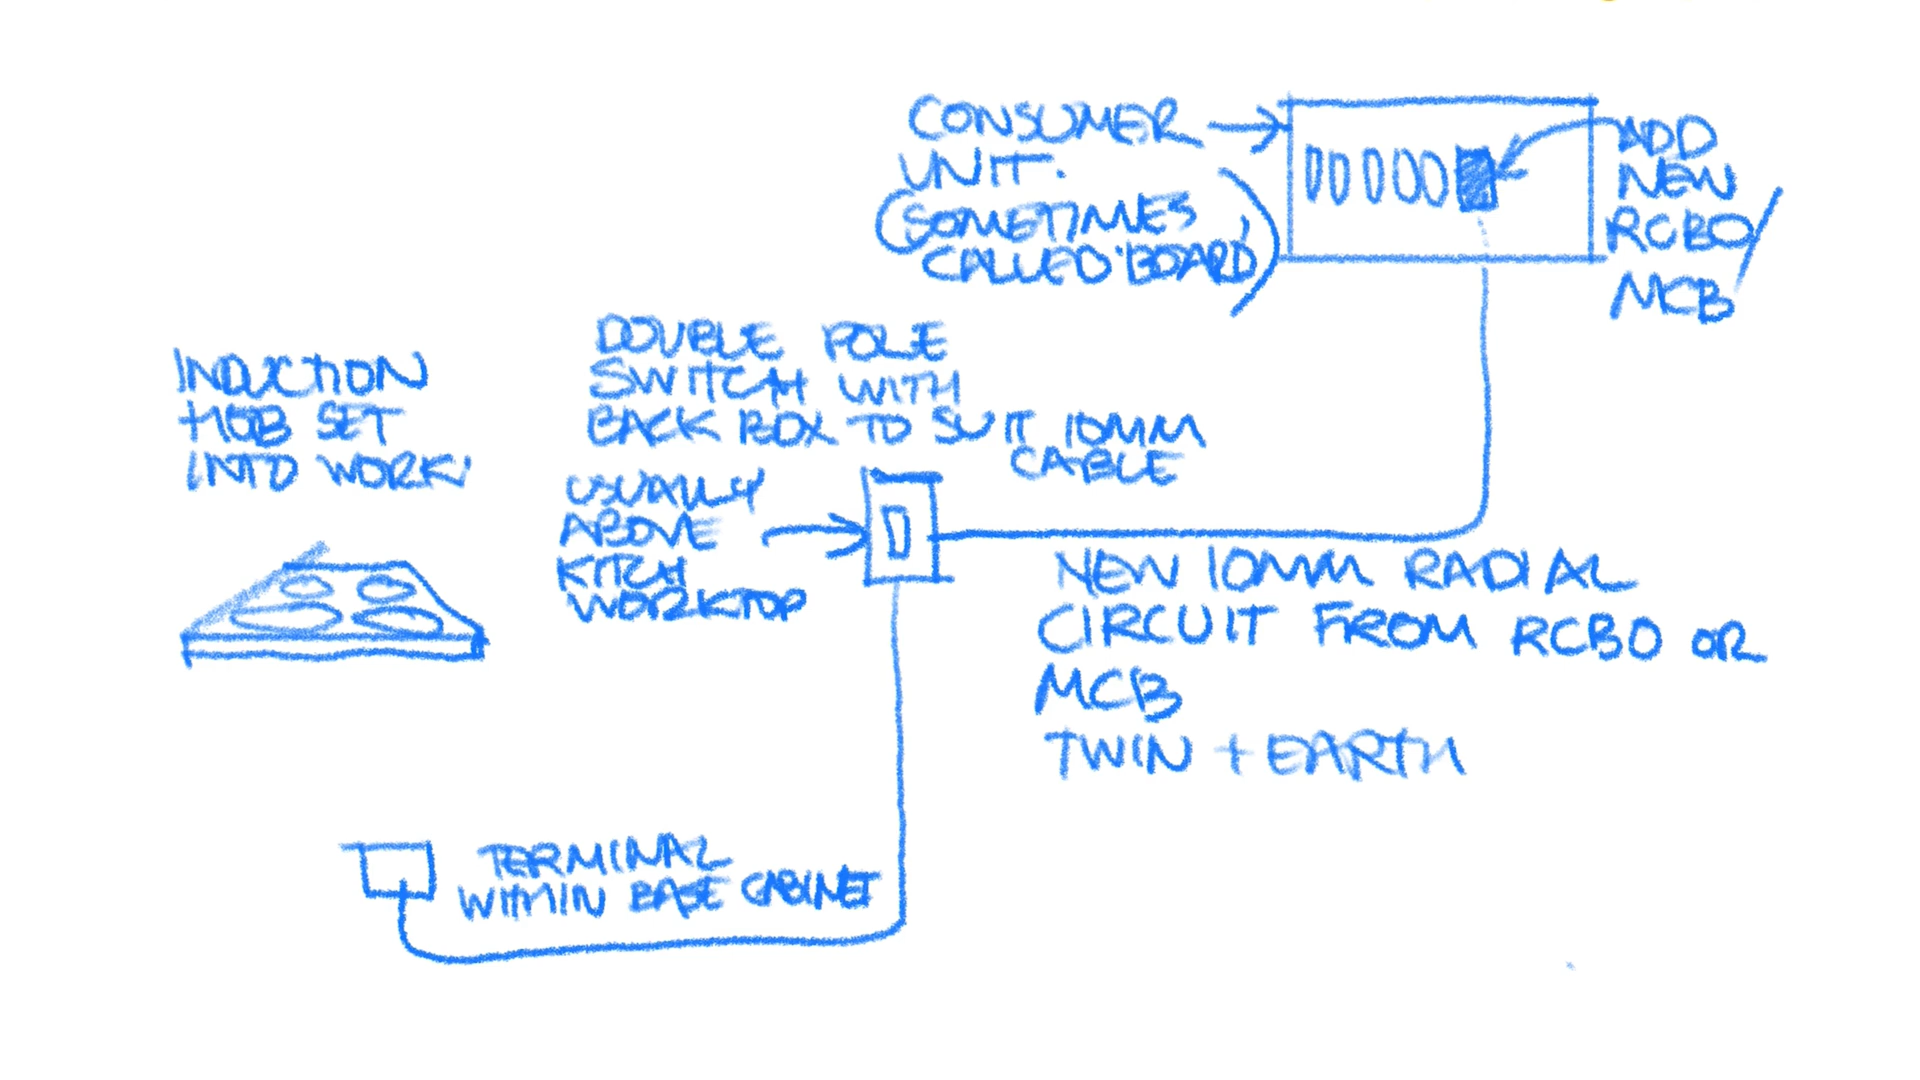 CONSUMER
UNIT.
(SOMETIMES
CALLED 'BOARD')
ADD
NEW
RCBO/
MCB
INDUCTION
HOB SET
INTO WORK'
DOUBLE POLE
SWITCH WITH
BACK BOX TO SUIT 10MM
CABLE
USUALLY
ABOVE
KITCH
WORKTOP
NEW 10MM RADIAL
CIRCUIT FROM RCBO OR
MCB
TWIN + EARTH
TERMINAL
WITHIN BASE CABINET